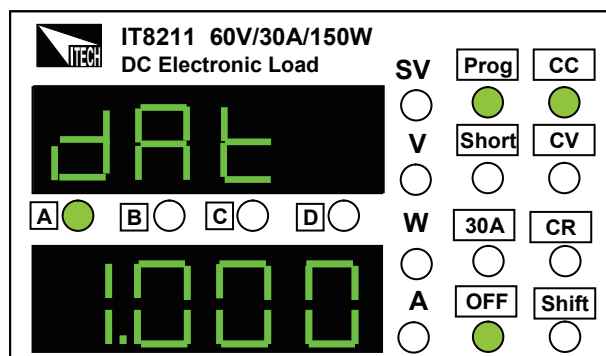 ITECH
IT8211 60V/30A/150W
DC Electronic Load
SV Prog CC
dAt
V Short CV
A B C D
W 30A CR
1.000
A OFF Shift